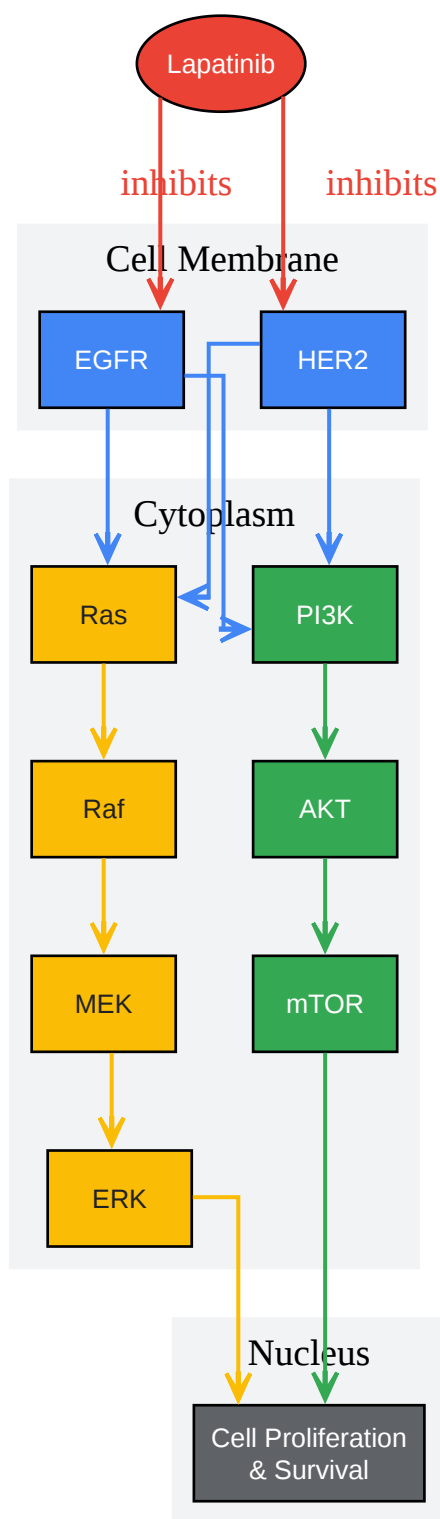 Lapatinib
inhibits
inhibits
Cell Membrane
EGFR
HER2
Cytoplasm
Ras
PI3K
Raf
AKT
MEK
mTOR
ERK
Nucleus
Cell Proliferation
& Survival